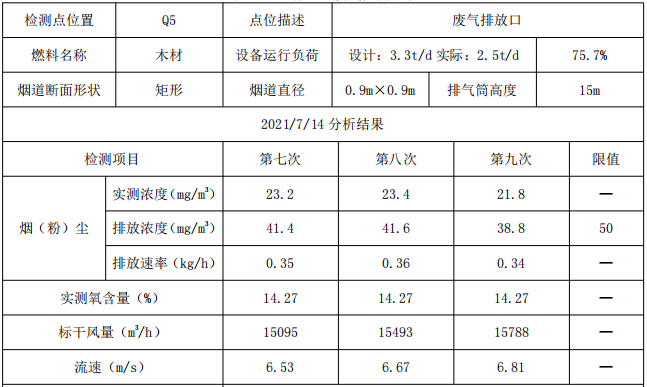 检测点位置 Q5 点位描述 废气排放口
燃料名称 木材 设备运行负荷 设计：3.3t/d 实际：2.5t/d 75.7%
烟道断面形状 矩形 烟道直径 0.9m×0.9m 排气筒高度 15m
2021/7/14 分析结果
检测项目 第七次 第八次 第九次 限值
烟（粉）尘 实测浓度（mg/m³） 23.2 23.4 21.8 —
排放浓度（mg/m³） 41.4 41.6 38.8 50
排放速率（kg/h） 0.35 0.36 0.34 —
实测氧含量（%） 14.27 14.27 14.27 —
标干风量（m³/h） 15095 15493 15788 —
流速（m/s） 6.53 6.67 6.81 —